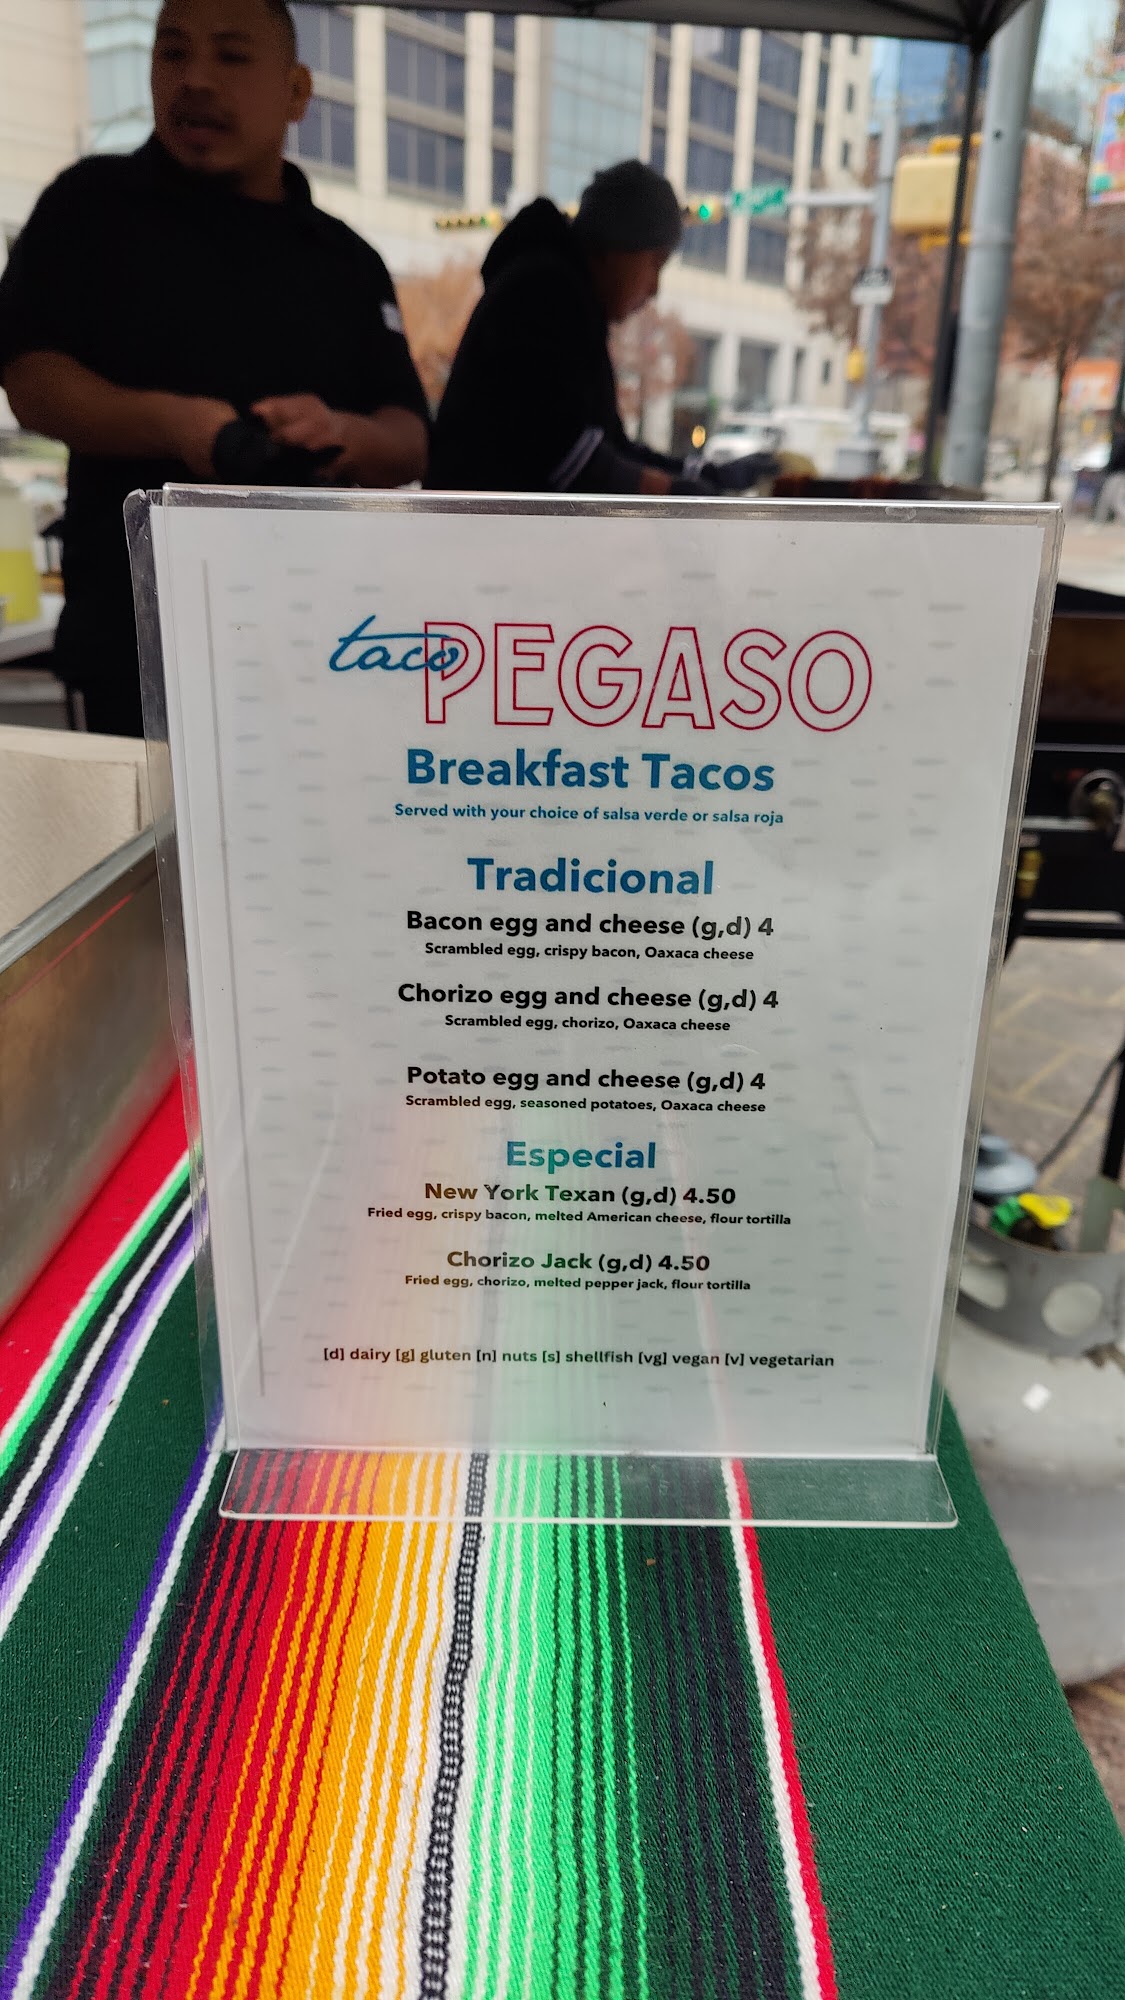 taco PEGASO
Breakfast Tacos
Served with your choice of salsa verde or salsa roja
Tradicional
Bacon egg and cheese (g,d) 4
Scrambled egg, crispy bacon, Oaxaca cheese
Chorizo egg and cheese (g,d) 4
Scrambled egg, chorizo, Oaxaca cheese
Potato egg and cheese (g,d) 4
Scrambled egg, seasoned potatoes, Oaxaca cheese
Especial
New York Texan (g,d) 4.50
Fried egg, crispy bacon, melted American cheese, flour tortilla
Chorizo Jack (g,d) 4.50
Fried egg, chorizo, melted pepper jack, flour tortilla
[d] dairy [g] gluten [n] nuts [s] shellfish [vg] vegan [v] vegetarian